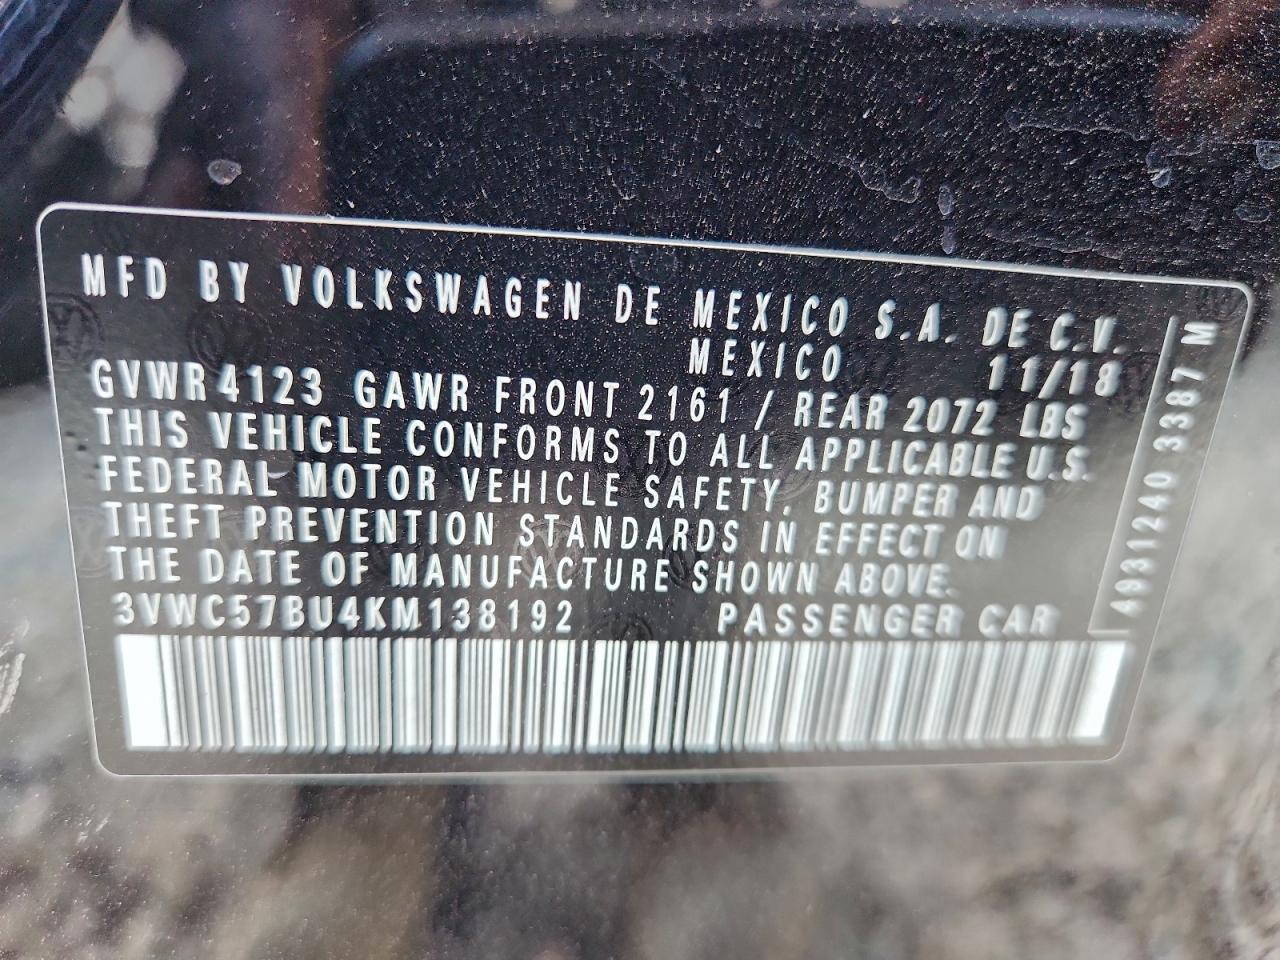 MFD BY VOLKSWAGEN DE MEXICO S.A. DE C.V.
MEXICO 11/18
GVWR 4123 GAWR FRONT 2161 / REAR 2072 LBS
THIS VEHICLE CONFORMS TO ALL APPLICABLE U.S.
FEDERAL MOTOR VEHICLE SAFETY, BUMPER AND
THEFT PREVENTION STANDARDS IN EFFECT ON
THE DATE OF MANUFACTURE SHOWN ABOVE.
3VWC57BU4KM138192 PASSENGER CAR
4931240 3387 M